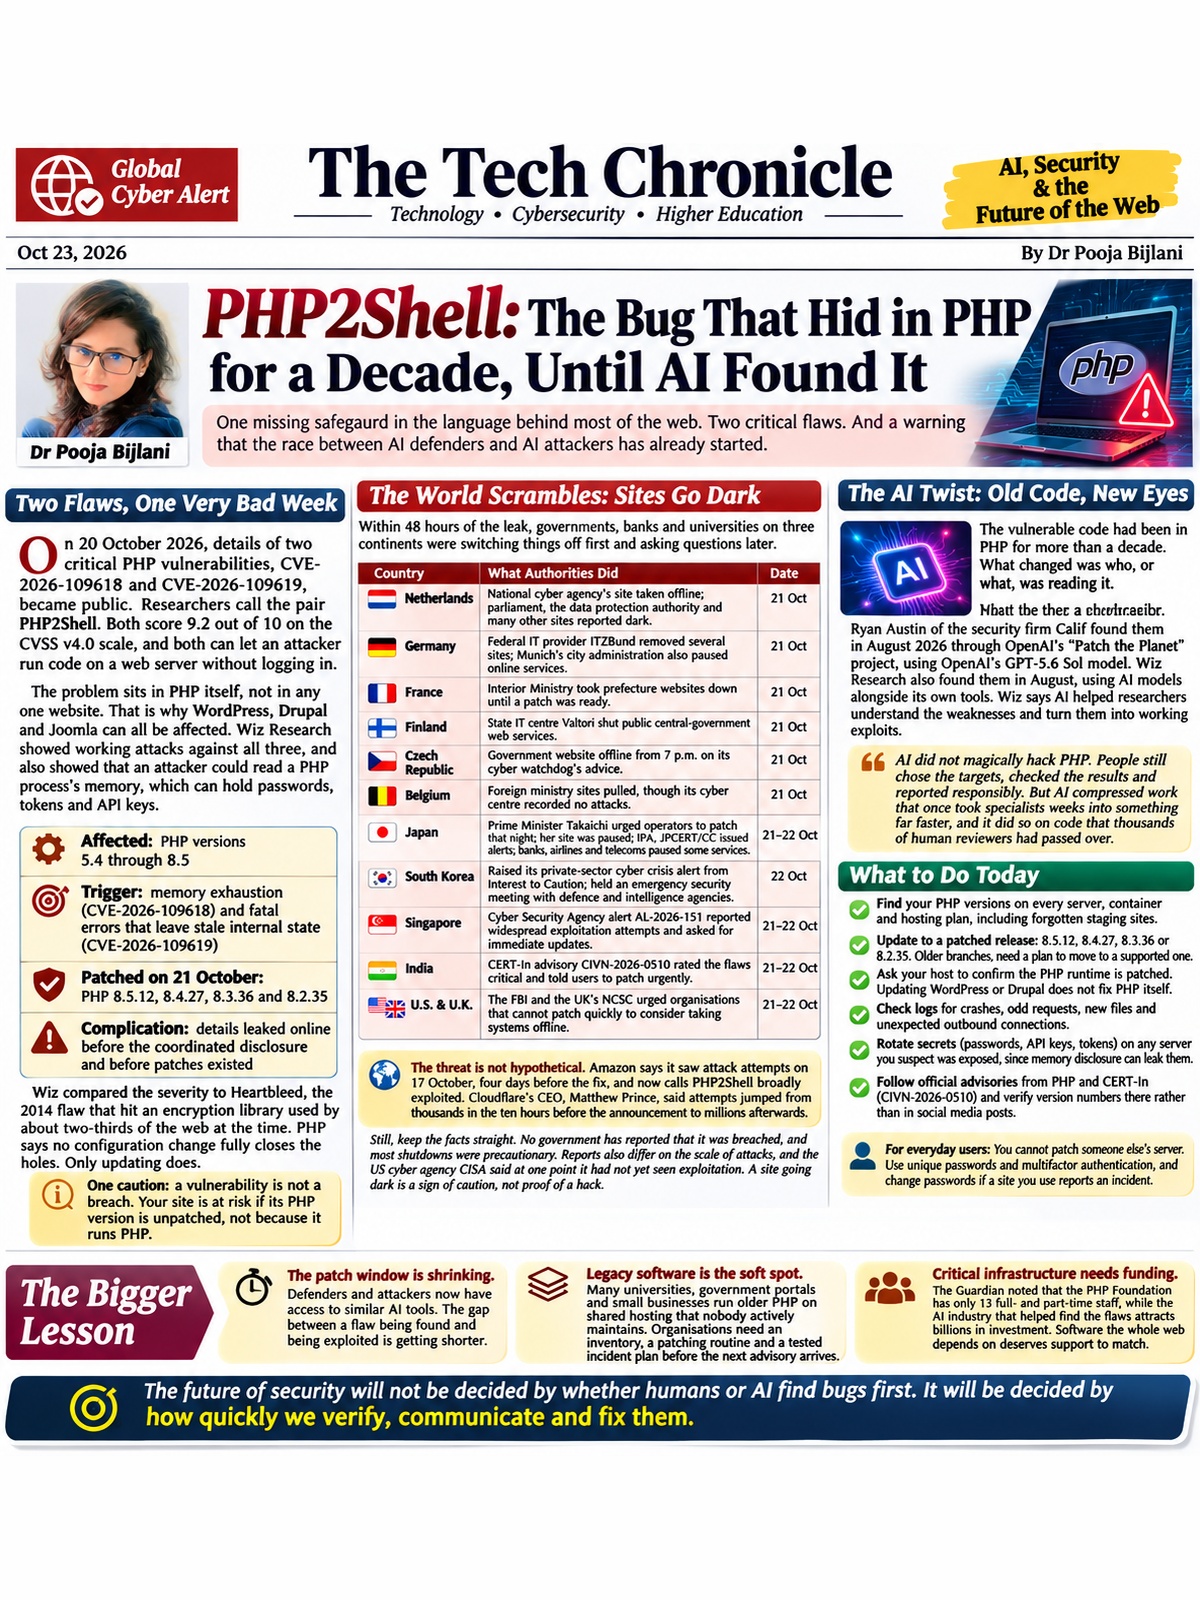 Global
Cyber Alert
The Tech Chronicle
Technology • Cybersecurity • Higher Education
AI, Security
& the
Future of the Web
Oct 23, 2026
By Dr Pooja Bijlani
Dr Pooja Bijlani
PHP2Shell: The Bug That Hid in PHP
for a Decade, Until AI Found It
One missing safegaurd in the language behind most of the web. Two critical flaws. And a warning
that the race between AI defenders and AI attackers has already started.
php
Two Flaws, One Very Bad Week
On 20 October 2026, details of two
critical PHP vulnerabilities, CVE-
2026-109618 and CVE-2026-109619,
became public. Researchers call the pair
PHP2Shell. Both score 9.2 out of 10 on the
CVSS v4.0 scale, and both can let an attacker
run code on a web server without logging in.
The problem sits in PHP itself, not in any
one website. That is why WordPress, Drupal
and Joomla can all be affected. Wiz Research
showed working attacks against all three, and
also showed that an attacker could read a PHP
process's memory, which can hold passwords,
tokens and API keys.
Affected: PHP versions
5.4 through 8.5
Trigger: memory exhaustion
(CVE-2026-109618) and fatal
errors that leave stale internal state
(CVE-2026-109619)
Patched on 21 October:
PHP 8.5.12, 8.4.27, 8.3.36 and 8.2.35
Complication: details leaked online
before the coordinated disclosure
and before patches existed
Wiz compared the severity to Heartbleed, the
2014 flaw that hit an encryption library used by
about two-thirds of the web at the time. PHP
says no configuration change fully closes the
holes. Only updating does.
One caution: a vulnerability is not a
breach. Your site is at risk if its PHP
version is unpatched, not because it
runs PHP.
The World Scrambles: Sites Go Dark
Within 48 hours of the leak, governments, banks and universities on three
continents were switching things off first and asking questions later.
Country What Authorities Did Date
Netherlands National cyber agency's site taken offline;
parliament, the data protection authority and
many other sites reported dark. 21 Oct
Germany Federal IT provider ITZBund removed several
sites; Munich's city administration also paused
online services. 21 Oct
France Interior Ministry took prefecture websites down
until a patch was ready. 21 Oct
Finland State IT centre Valtori shut public central-government
web services. 21 Oct
Czech
Republic Government website offline from 7 p.m. on its
cyber watchdog's advice. 21 Oct
Belgium Foreign ministry sites pulled, though its cyber
centre recorded no attacks. 21 Oct
Japan Prime Minister Takaichi urged operators to patch
that night; her site was paused; IPA, JPCERT/CC issued
alerts; banks, airlines and telecoms paused some services. 21–22 Oct
South Korea Raised its private-sector cyber crisis alert from
Interest to Caution; held an emergency security
meeting with defence and intelligence agencies. 22 Oct
Singapore Cyber Security Agency alert AL-2026-151 reported
widespread exploitation attempts and asked for
immediate updates. 21–22 Oct
India CERT-In advisory CIVN-2026-0510 rated the flaws
critical and told users to patch urgently. 21–22 Oct
U.S. & U.K. The FBI and the UK's NCSC urged organisations
that cannot patch quickly to consider taking
systems offline. 21–22 Oct
The threat is not hypothetical. Amazon says it saw attack attempts on
17 October, four days before the fix, and now calls PHP2Shell broadly
exploited. Cloudflare's CEO, Matthew Prince, said attempts jumped from
thousands in the ten hours before the announcement to millions afterwards.
Still, keep the facts straight. No government has reported that it was breached, and
most shutdowns were precautionary. Reports also differ on the scale of attacks, and the
US cyber agency CISA said at one point it had not yet seen exploitation. A site going
dark is a sign of caution, not proof of a hack.
The AI Twist: Old Code, New Eyes
AI
The vulnerable code had been in
PHP for more than a decade.
What changed was who, or
what, was reading it.
Ryan Austin of the security firm Calif found them
in August 2026 through OpenAI's "Patch the Planet"
project, using OpenAI's GPT-5.6 Sol model. Wiz
Research also found them in August, using AI models
alongside its own tools. Wiz says AI helped researchers
understand the weaknesses and turn them into working
exploits.
AI did not magically hack PHP. People still
chose the targets, checked the results and
reported responsibly. But AI compressed work
that once took specialists weeks into something
far faster, and it did so on code that thousands
of human reviewers had passed over.
What to Do Today
Find your PHP versions on every server, container
and hosting plan, including forgotten staging sites.
Update to a patched release: 8.5.12, 8.4.27, 8.3.36 or
8.2.35. Older branches, need a plan to move to a supported one.
Ask your host to confirm the PHP runtime is patched.
Updating WordPress or Drupal does not fix PHP itself.
Check logs for crashes, odd requests, new files and
unexpected outbound connections.
Rotate secrets (passwords, API keys, tokens) on any server
you suspect was exposed, since memory disclosure can leak them.
Follow official advisories from PHP and CERT-In
(CIVN-2026-0510) and verify version numbers there rather
than in social media posts.
For everyday users: You cannot patch someone else's server.
Use unique passwords and multifactor authentication, and
change passwords if a site you use reports an incident.
The Bigger
Lesson
The patch window is shrinking.
Defenders and attackers now have
access to similar AI tools. The gap
between a flaw being found and
being exploited is getting shorter.
Legacy software is the soft spot.
Many universities, government portals
and small businesses run older PHP on
shared hosting that nobody actively
maintains. Organisations need an
inventory, a patching routine and a tested
incident plan before the next advisory arrives.
Critical infrastructure needs funding.
The Guardian noted that the PHP Foundation
has only 13 full- and part-time staff, while the
AI industry that helped find the flaws attracts
billions in investment. Software the whole web
depends on deserves support to match.
The future of security will not be decided by whether humans or AI find bugs first. It will be decided by
how quickly we verify, communicate and fix them.